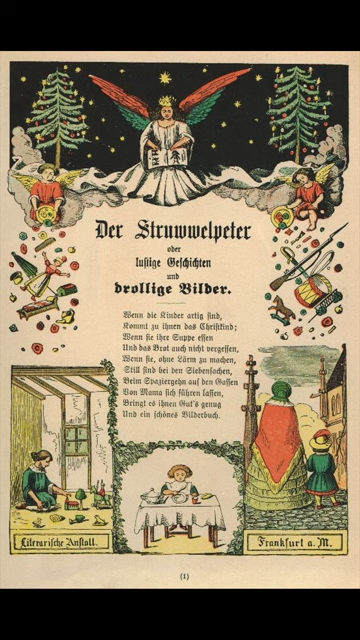 Der Struwwelpeter
oder
lustige Geschichten
und
drollige Bilder.
Wenn die Kinder artig sind,
Kommt zu ihnen das Christkind;
Wenn sie ihre Suppe essen
Und das Brot auch nicht vergessen,
Wenn sie, ohne Lärm zu machen,
Still sind bei den Siebensachen,
Beim Spaziergehn auf den Gassen
Von Mama sich führen lassen,
Bringt es ihnen Gut's genug
Und ein schönes Bilderbuch.
Literarische Anstalt.
Frankfurt a. M.
(1)